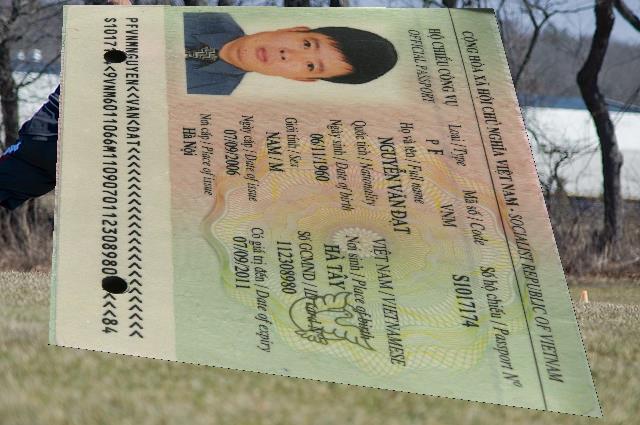 CỘNG HÒA XÃ HỘI CHỦ NGHĨA VIỆT NAM - SOCIALIST REPUBLIC OF VIETNAM
HỘ CHIẾU CÔNG VỤ
OFFICIAL PASSPORT
Loại / Type
P F
Mã số / Code
VNM
Số hộ chiếu / Passport Nº
S1017174
Họ và tên / Full name
NGUYỄN VĂN ĐẠT
Quốc tịch / Nationality
VIỆT NAM / VIETNAMESE
Ngày sinh / Date of birth
06/11/1960
Nơi sinh / Place of birth
HÀ TÂY
Giới tính / Sex
NAM / M
Số GCMND /
112308980
Ngày cấp / Date of issue
07/09/2006
Có giá trị đến / Date of expiry
07/09/2011
Nơi cấp / Place of issue
Hà Nội
PFVNMNGUYEN<<VAN<DAT<<<<<<<<<<<<<<<<<<<<<<<<
S1017 <9VNM6011066M1109070112308980 <<84